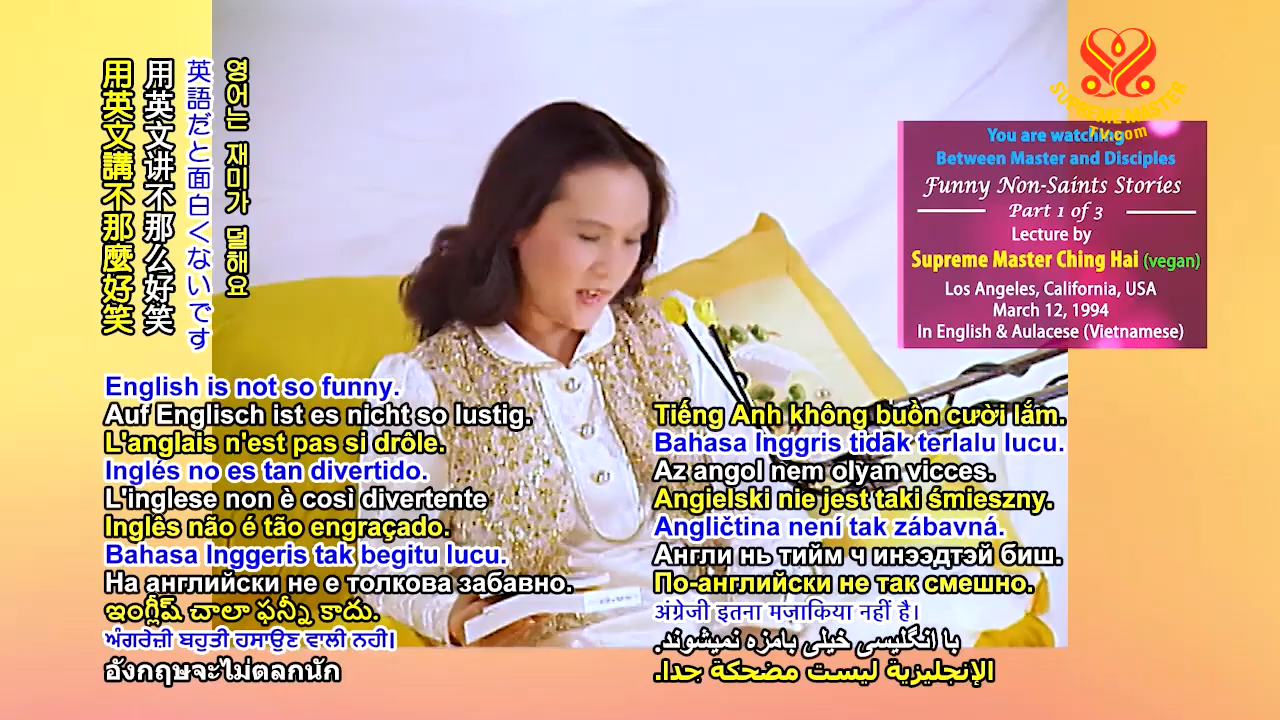 用英文講不那麼好笑
用英文讲不那么好笑
英語だと面白くないです
영어는 재미가 덜해요
SUPREME MASTER
TV.com
You are watching
Between Master and Disciples
Funny Non-Saints Stories
Part 1 of 3
Lecture by
Supreme Master Ching Hai (vegan)
Los Angeles, California, USA
March 12, 1994
In English & Aulacese (Vietnamese)
English is not so funny.
Auf Englisch ist es nicht so lustig.
L'anglais n'est pas si drôle.
Inglés no es tan divertido.
L'inglese non è così divertente
Inglês não é tão engraçado.
Bahasa Inggeris tak begitu lucu.
На английски не е толкова забавно.
ఇంగ్లీష్ చాలా ఫన్నీ కాదు.
ਅੰਗਰੇਜ਼ੀ ਬਹੁਤੀ ਹਸਾਉਣ ਵਾਲੀ ਨਹੀਂ।
อังกฤษจะไม่ตลกนัก
Tiếng Anh không buồn cười lắm.
Bahasa Inggris tidak terlalu lucu.
Az angol nem olyan vicces.
Angielski nie jest taki śmieszny.
Angličtina není tak zábavná.
Англи нь тийм ч инээдтэй биш.
По-английски не так смешно.
अंग्रेजी इतना मज़ाकिया नहीं है।
با انگلیسی خیلی بامزه نمیشوند.
الإنجليزية ليست مضحكة جدا.